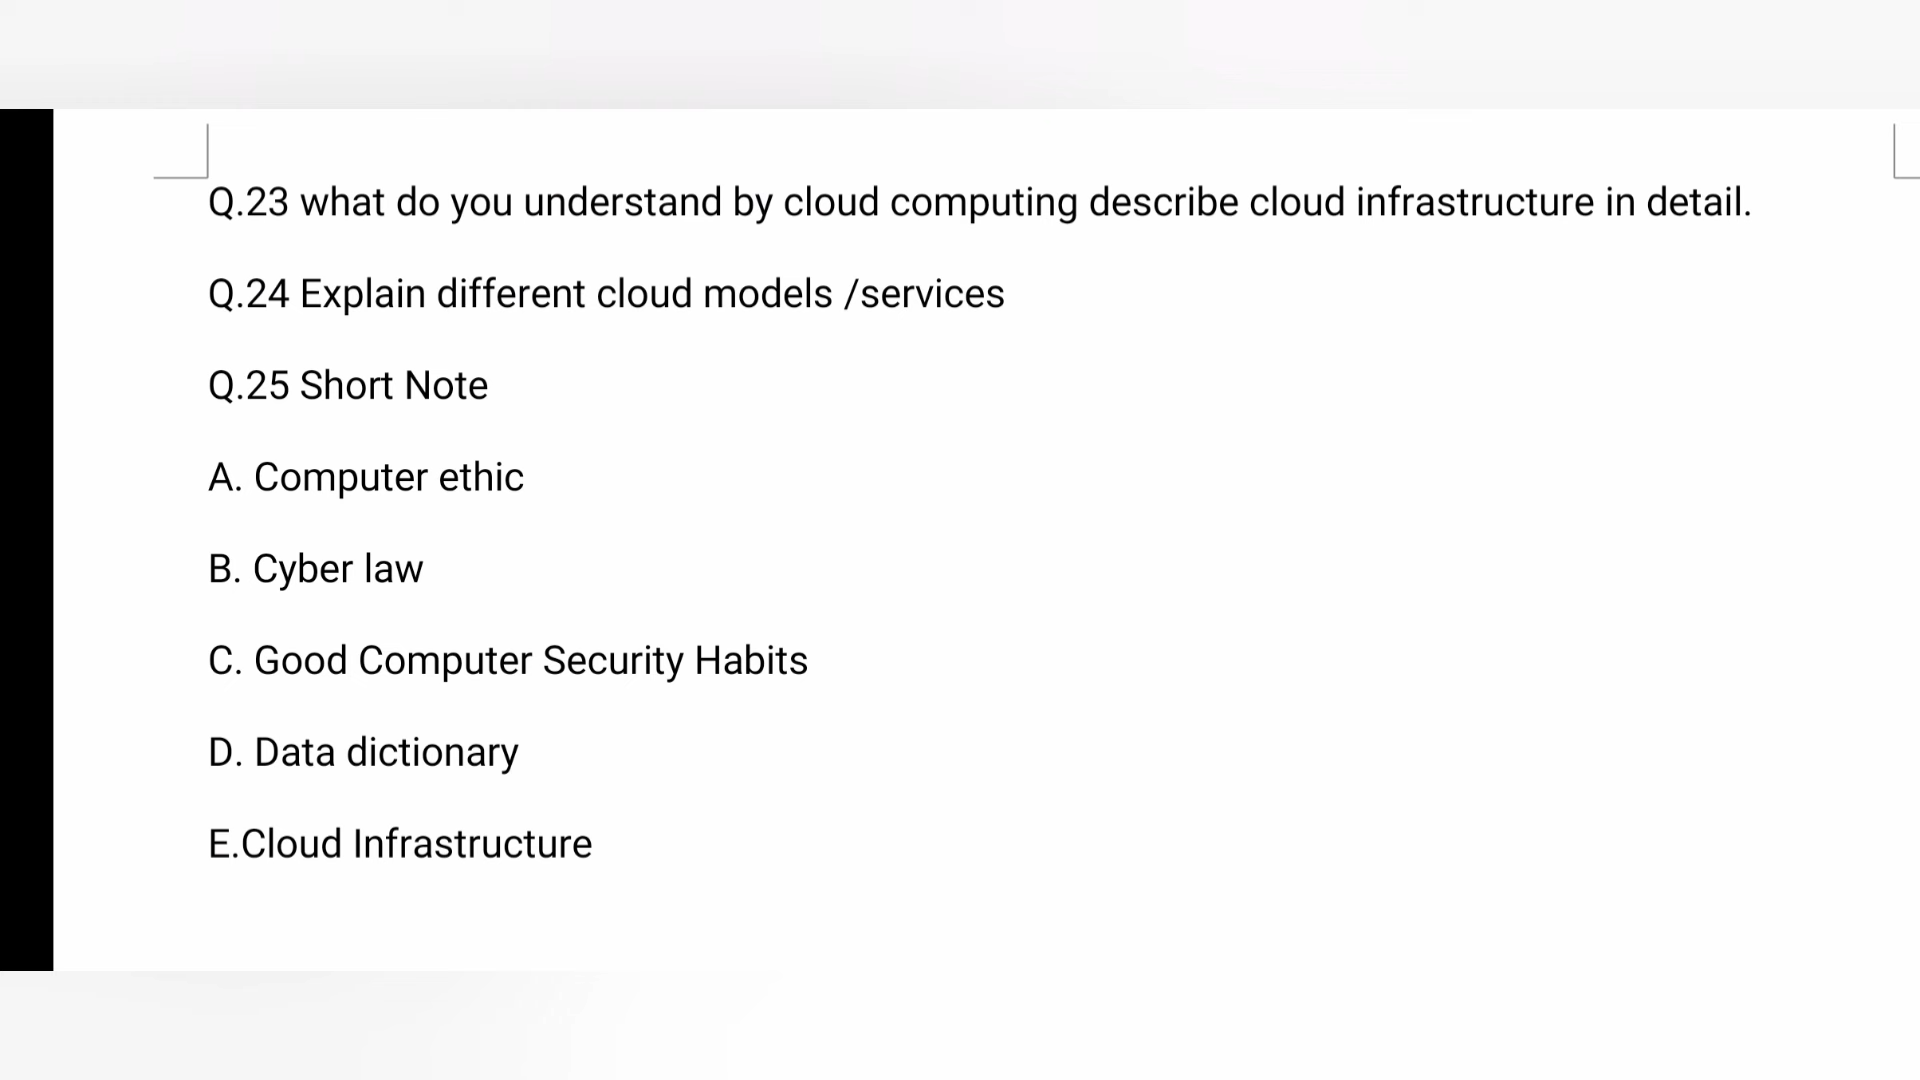 Q.23 what do you understand by cloud computing describe cloud infrastructure in detail.
Q.24 Explain different cloud models /services
Q.25 Short Note
A. Computer ethic
B. Cyber law
C. Good Computer Security Habits
D. Data dictionary
E.Cloud Infrastructure